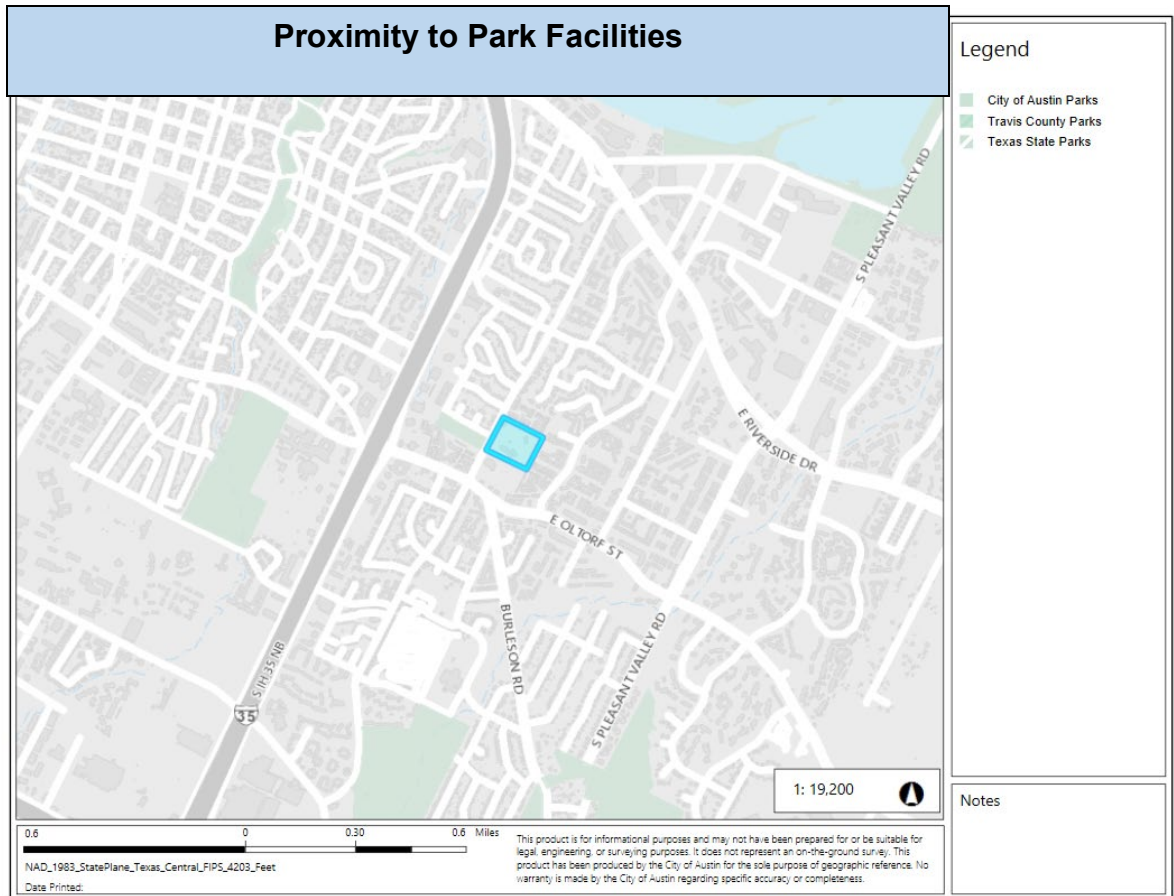 Proximity to Park Facilities
Legend
City of Austin Parks
Travis County Parks
Texas State Parks
S PLEASANT VALLEY RD
E RIVERSIDE DR
E OLTORF ST
BURLESON RD
S PLEASANT VALLEY RD
S IH 35 NB
35
1: 19,200
Notes
0.6 0 0.30 0.6 Miles
NAD_1983_StatePlane_Texas_Central_FIPS_4203_Feet
Date Printed:
This product is for informational purposes and may not have been prepared for or be suitable for
legal, engineering, or surveying purposes. It does not represent an on-the-ground survey. This
product has been produced by the City of Austin for the sole purpose of geographic reference. No
warranty is made by the City of Austin regarding specific accuracy or completeness.